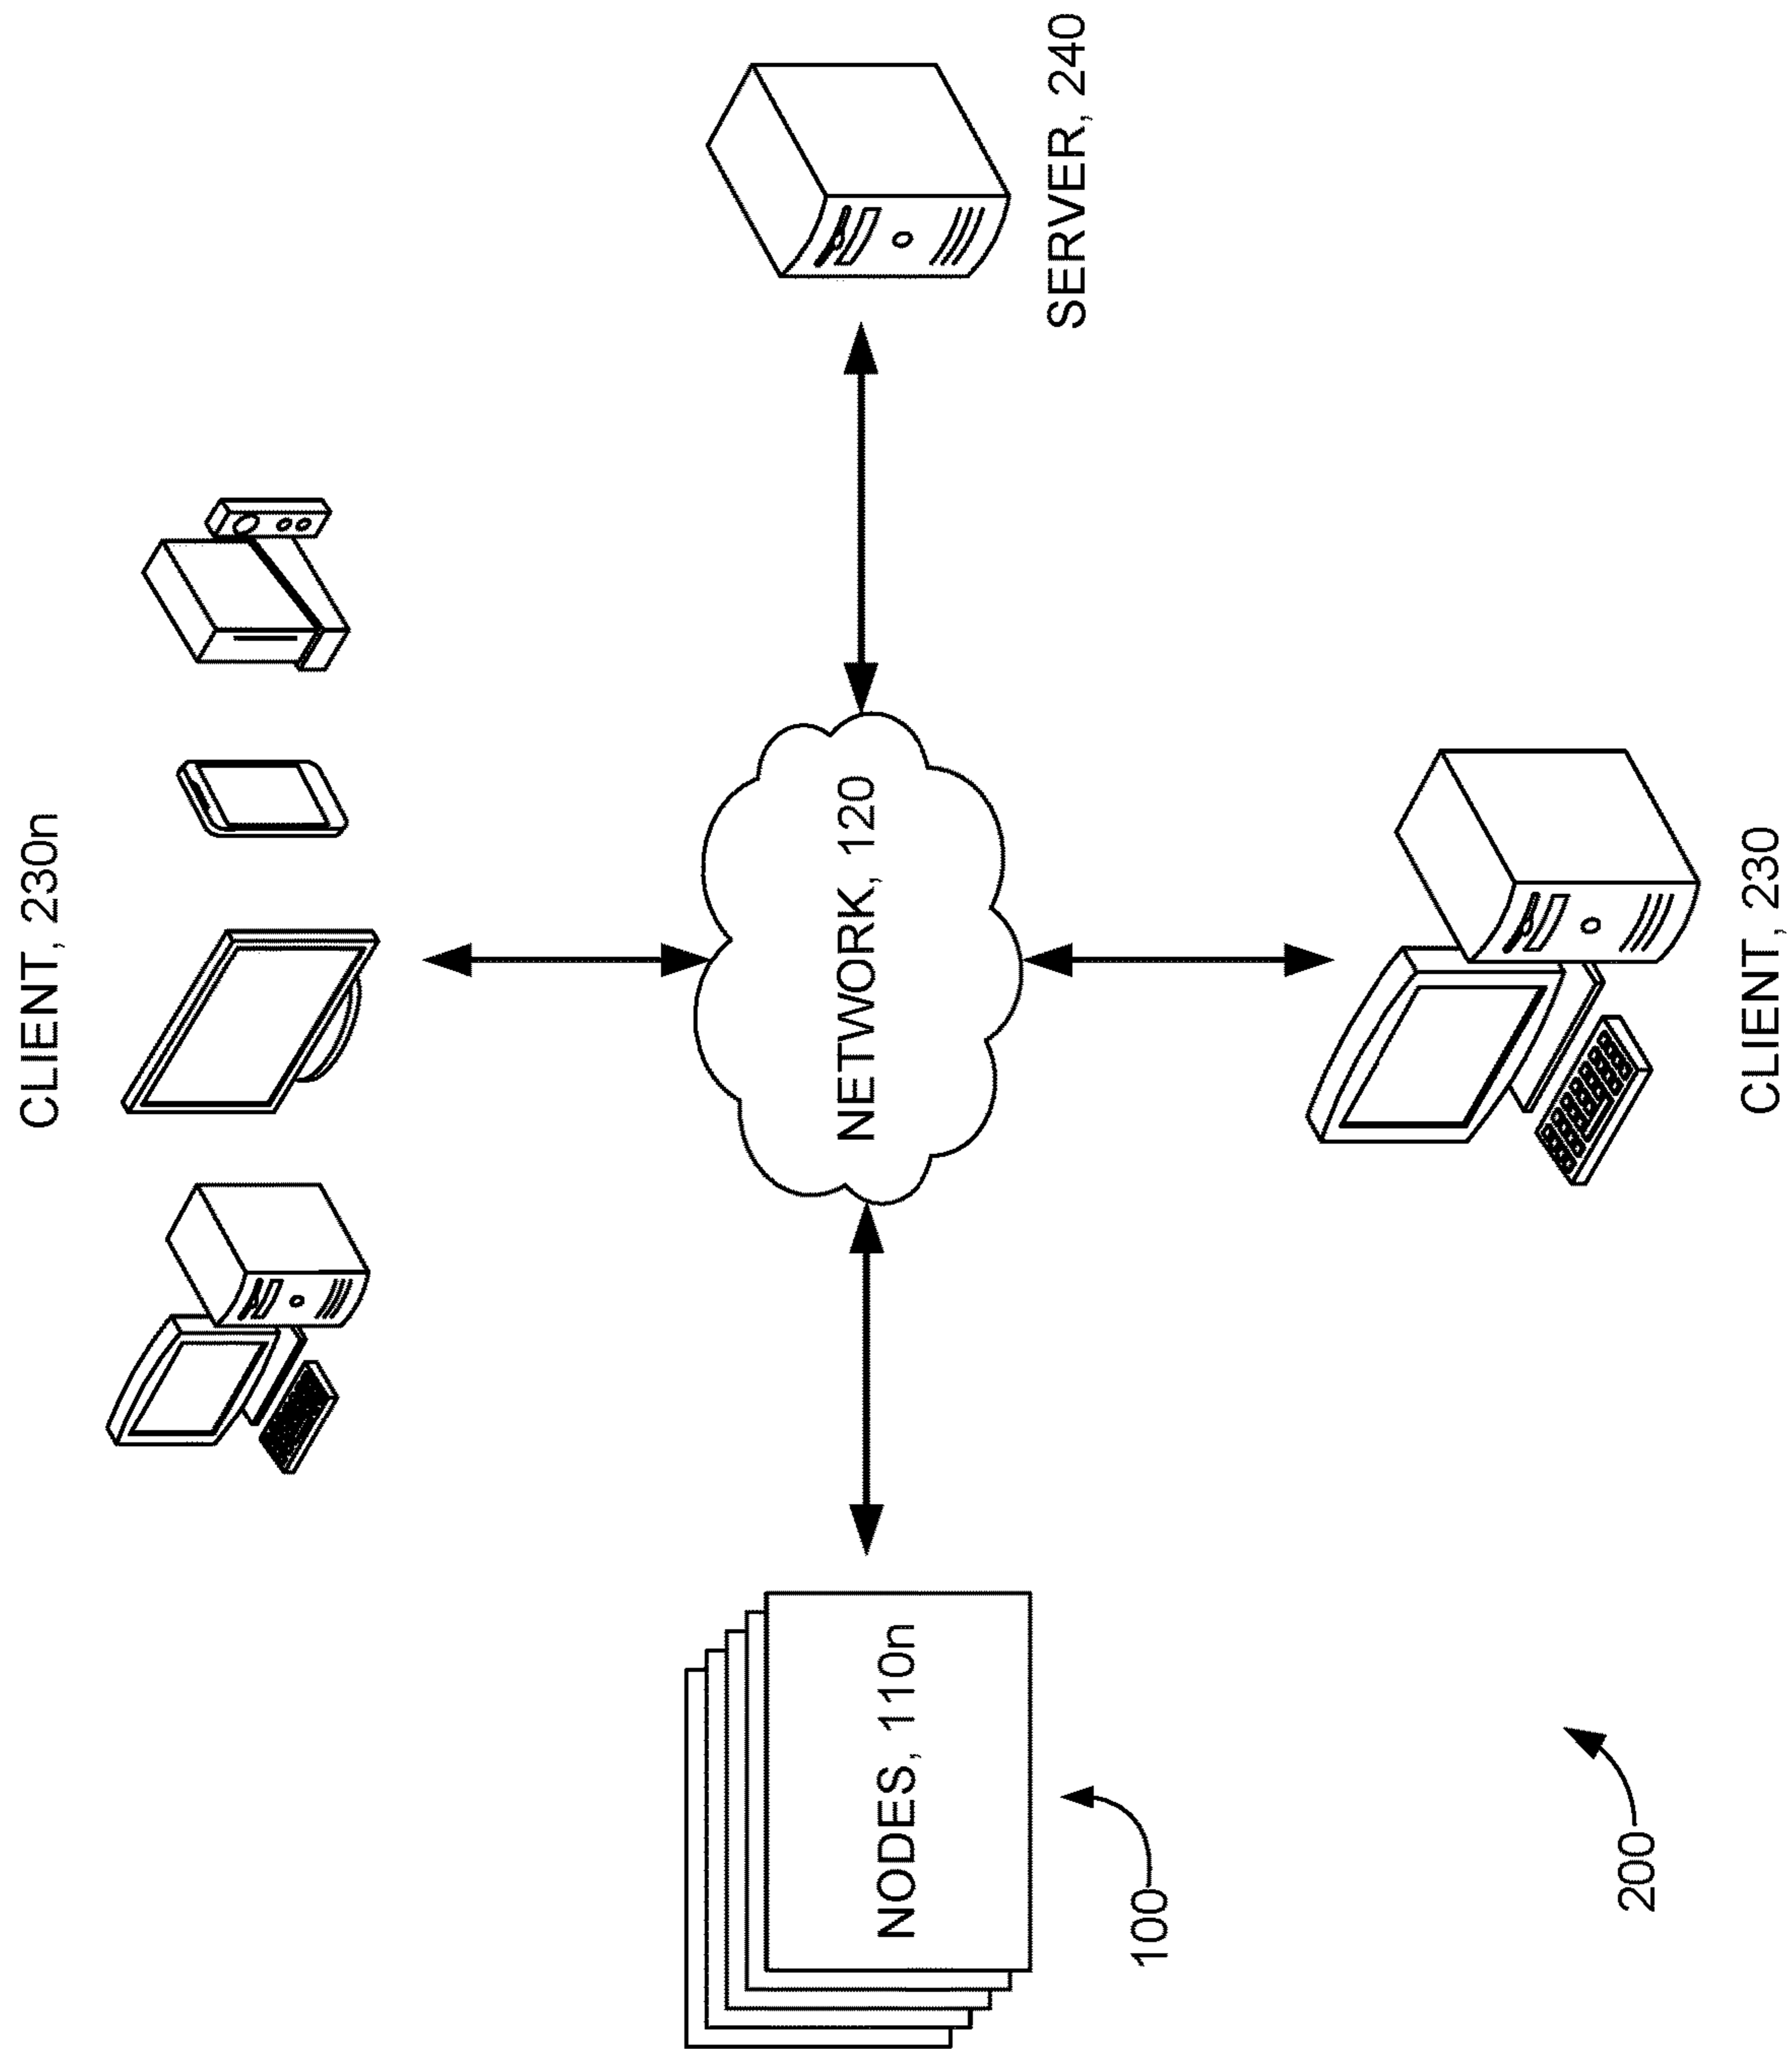 CLIENT, 230n
NODES, 110n
NETWORK, 120
SERVER, 240
100
200
CLIENT, 230